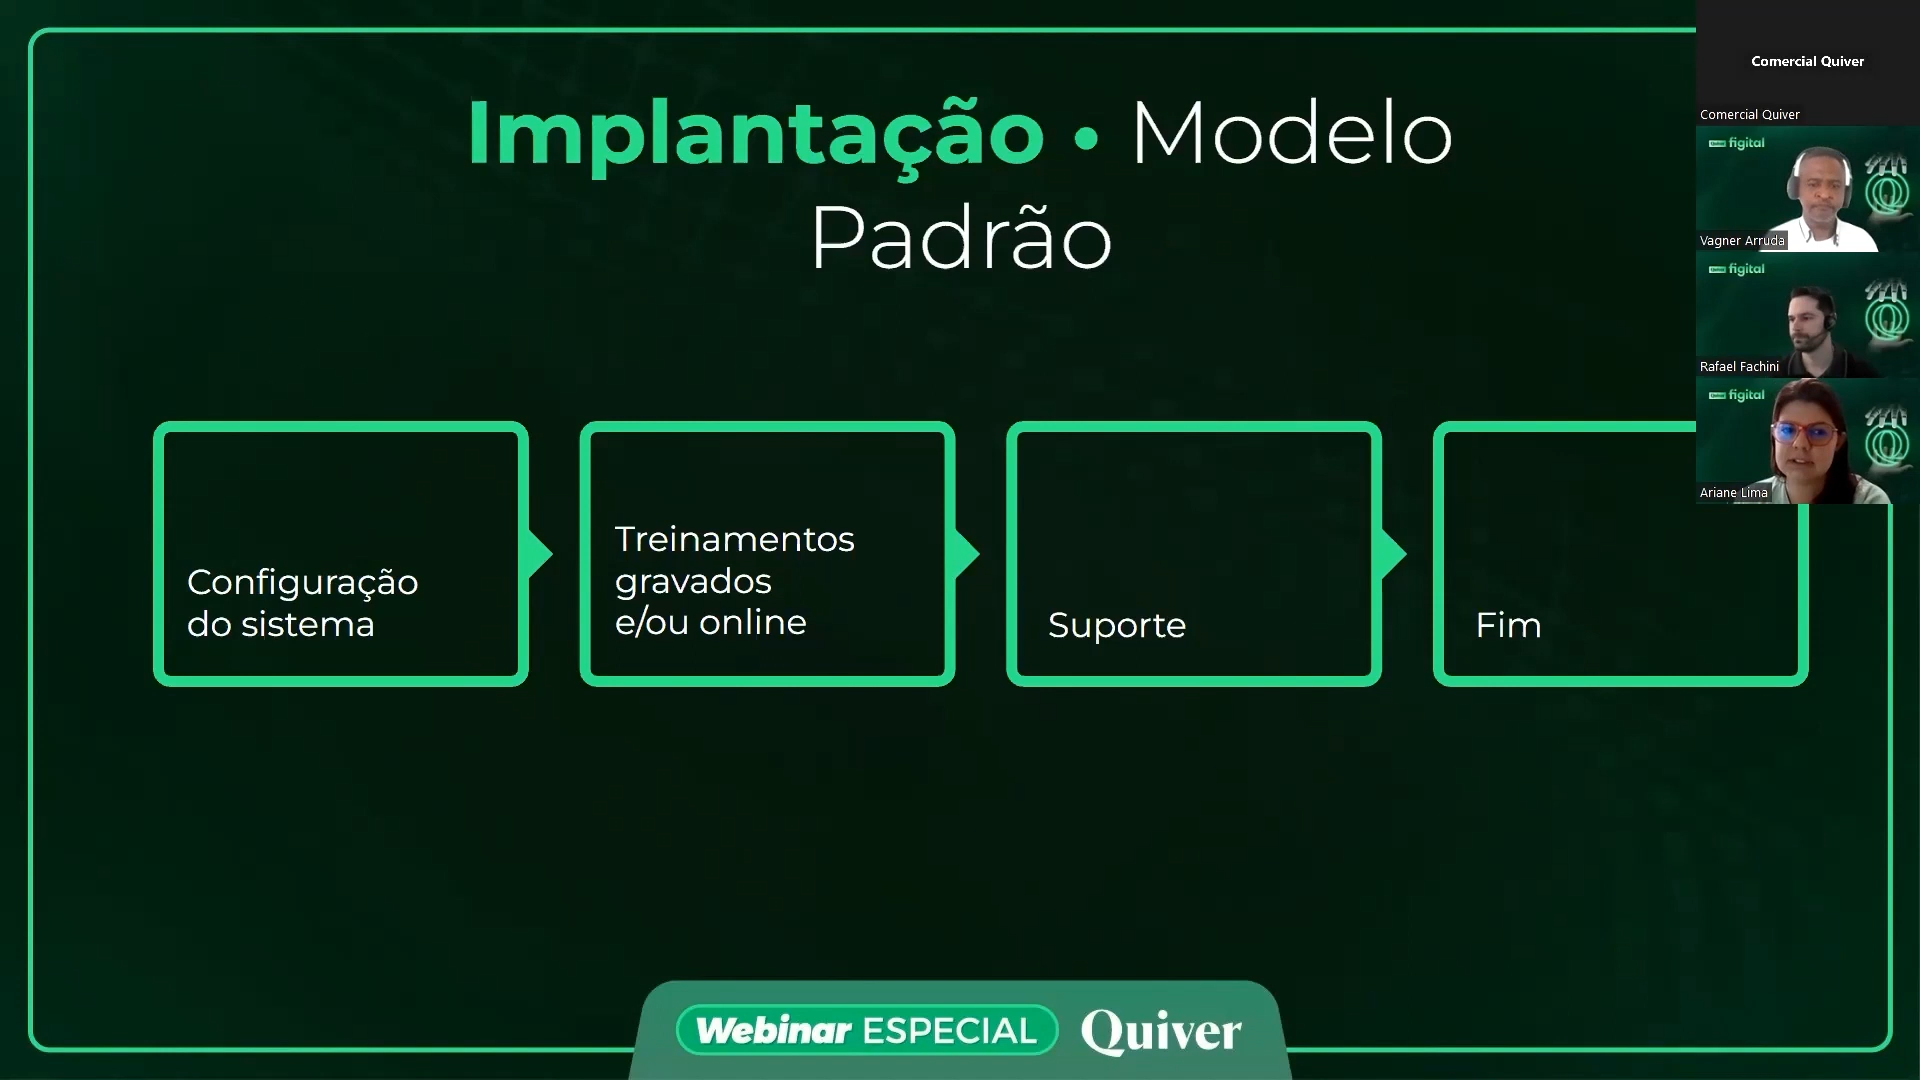 Implantação • Modelo
Padrão
Configuração
do sistema
Treinamentos
gravados
e/ou online
Suporte
Fim
Webinar ESPECIAL Quiver
Comercial Quiver
Comercial Quiver
figital
Vagner Arruda
figital
Rafael Fachini
figital
Ariane Lima